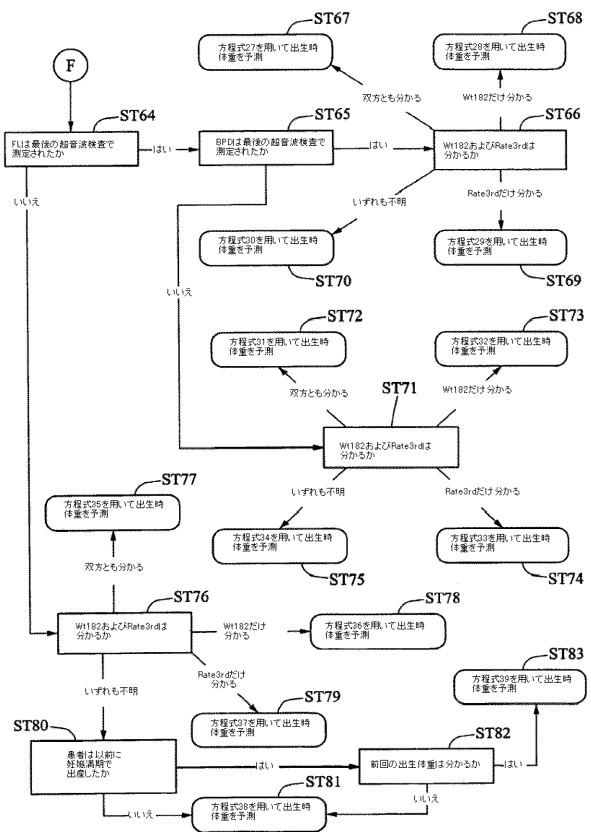 ST67
方程式27を用いて出生時
体重を予測
ST68
方程式28を用いて出生時
体重を予測
F
双方とも分かる
Wt182だけ分かる
ST64
FLIは最後の超音波検査で
測定されたか
はい
ST65
BPDIは最後の超音波検査で
測定されたか
はい
ST66
Wt182およびRate3rdは
分かるか
いいえ
いずれも不明
Rate3rdだけ分かる
方程式30を用いて出生時
体重を予測
ST70
方程式29を用いて出生時
体重を予測
ST69
いいえ
ST72
方程式31を用いて出生時
体重を予測
ST73
方程式32を用いて出生時
体重を予測
双方とも分かる
ST71
Wt182だけ分かる
Wt182およびRate3rdは
分かるか
ST77
方程式35を用いて出生時
体重を予測
いずれも不明
Rate3rdだけ分かる
方程式34を用いて出生時
体重を予測
ST75
方程式33を用いて出生時
体重を予測
ST74
双方とも分かる
ST76
Wt182およびRate3rdは
分かるか
Wt182だけ
分かる
ST78
方程式36を用いて出生時
体重を予測
Rate3rdだけ
分かる
いずれも不明
ST79
方程式37を用いて出生時
体重を予測
ST83
方程式39を用いて出生時
体重を予測
ST80
患者は以前に
妊娠満期で
出産したか
はい
ST82
前回の出生体重は分かるか
はい
いいえ
ST81
方程式38を用いて出生時
体重を予測
いいえ